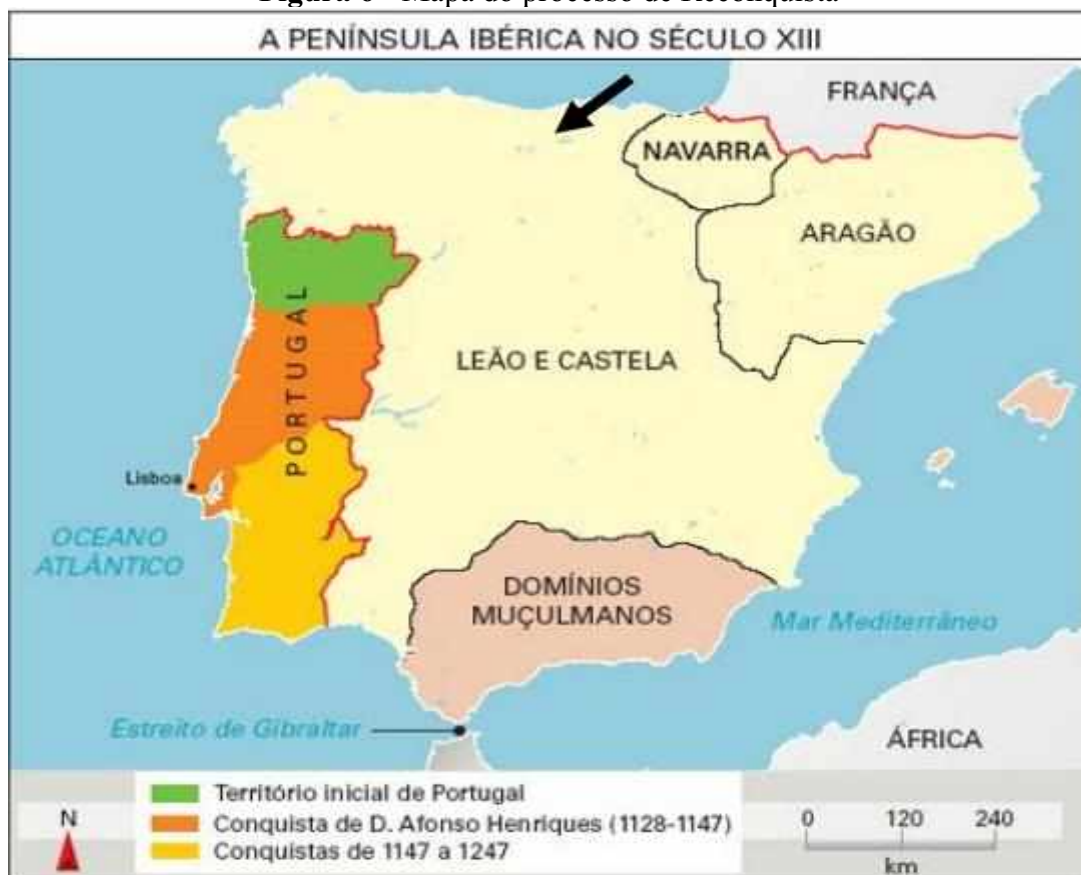 Figura 6 - Mapa do processo de Reconquista
A PENÍNSULA IBÉRICA NO SÉCULO XIII
FRANÇA
NAVARRA
ARAGÃO
PORTUGAL
LEÃO E CASTELA
Lisboa
OCEANO
ATLÂNTICO
DOMÍNIOS
MUÇULMANOS
Mar Mediterrâneo
Estreito de Gibraltar
ÁFRICA
N
Território inicial de Portugal
Conquista de D. Afonso Henriques (1128-1147)
Conquistas de 1147 a 1247
0 120 240
km